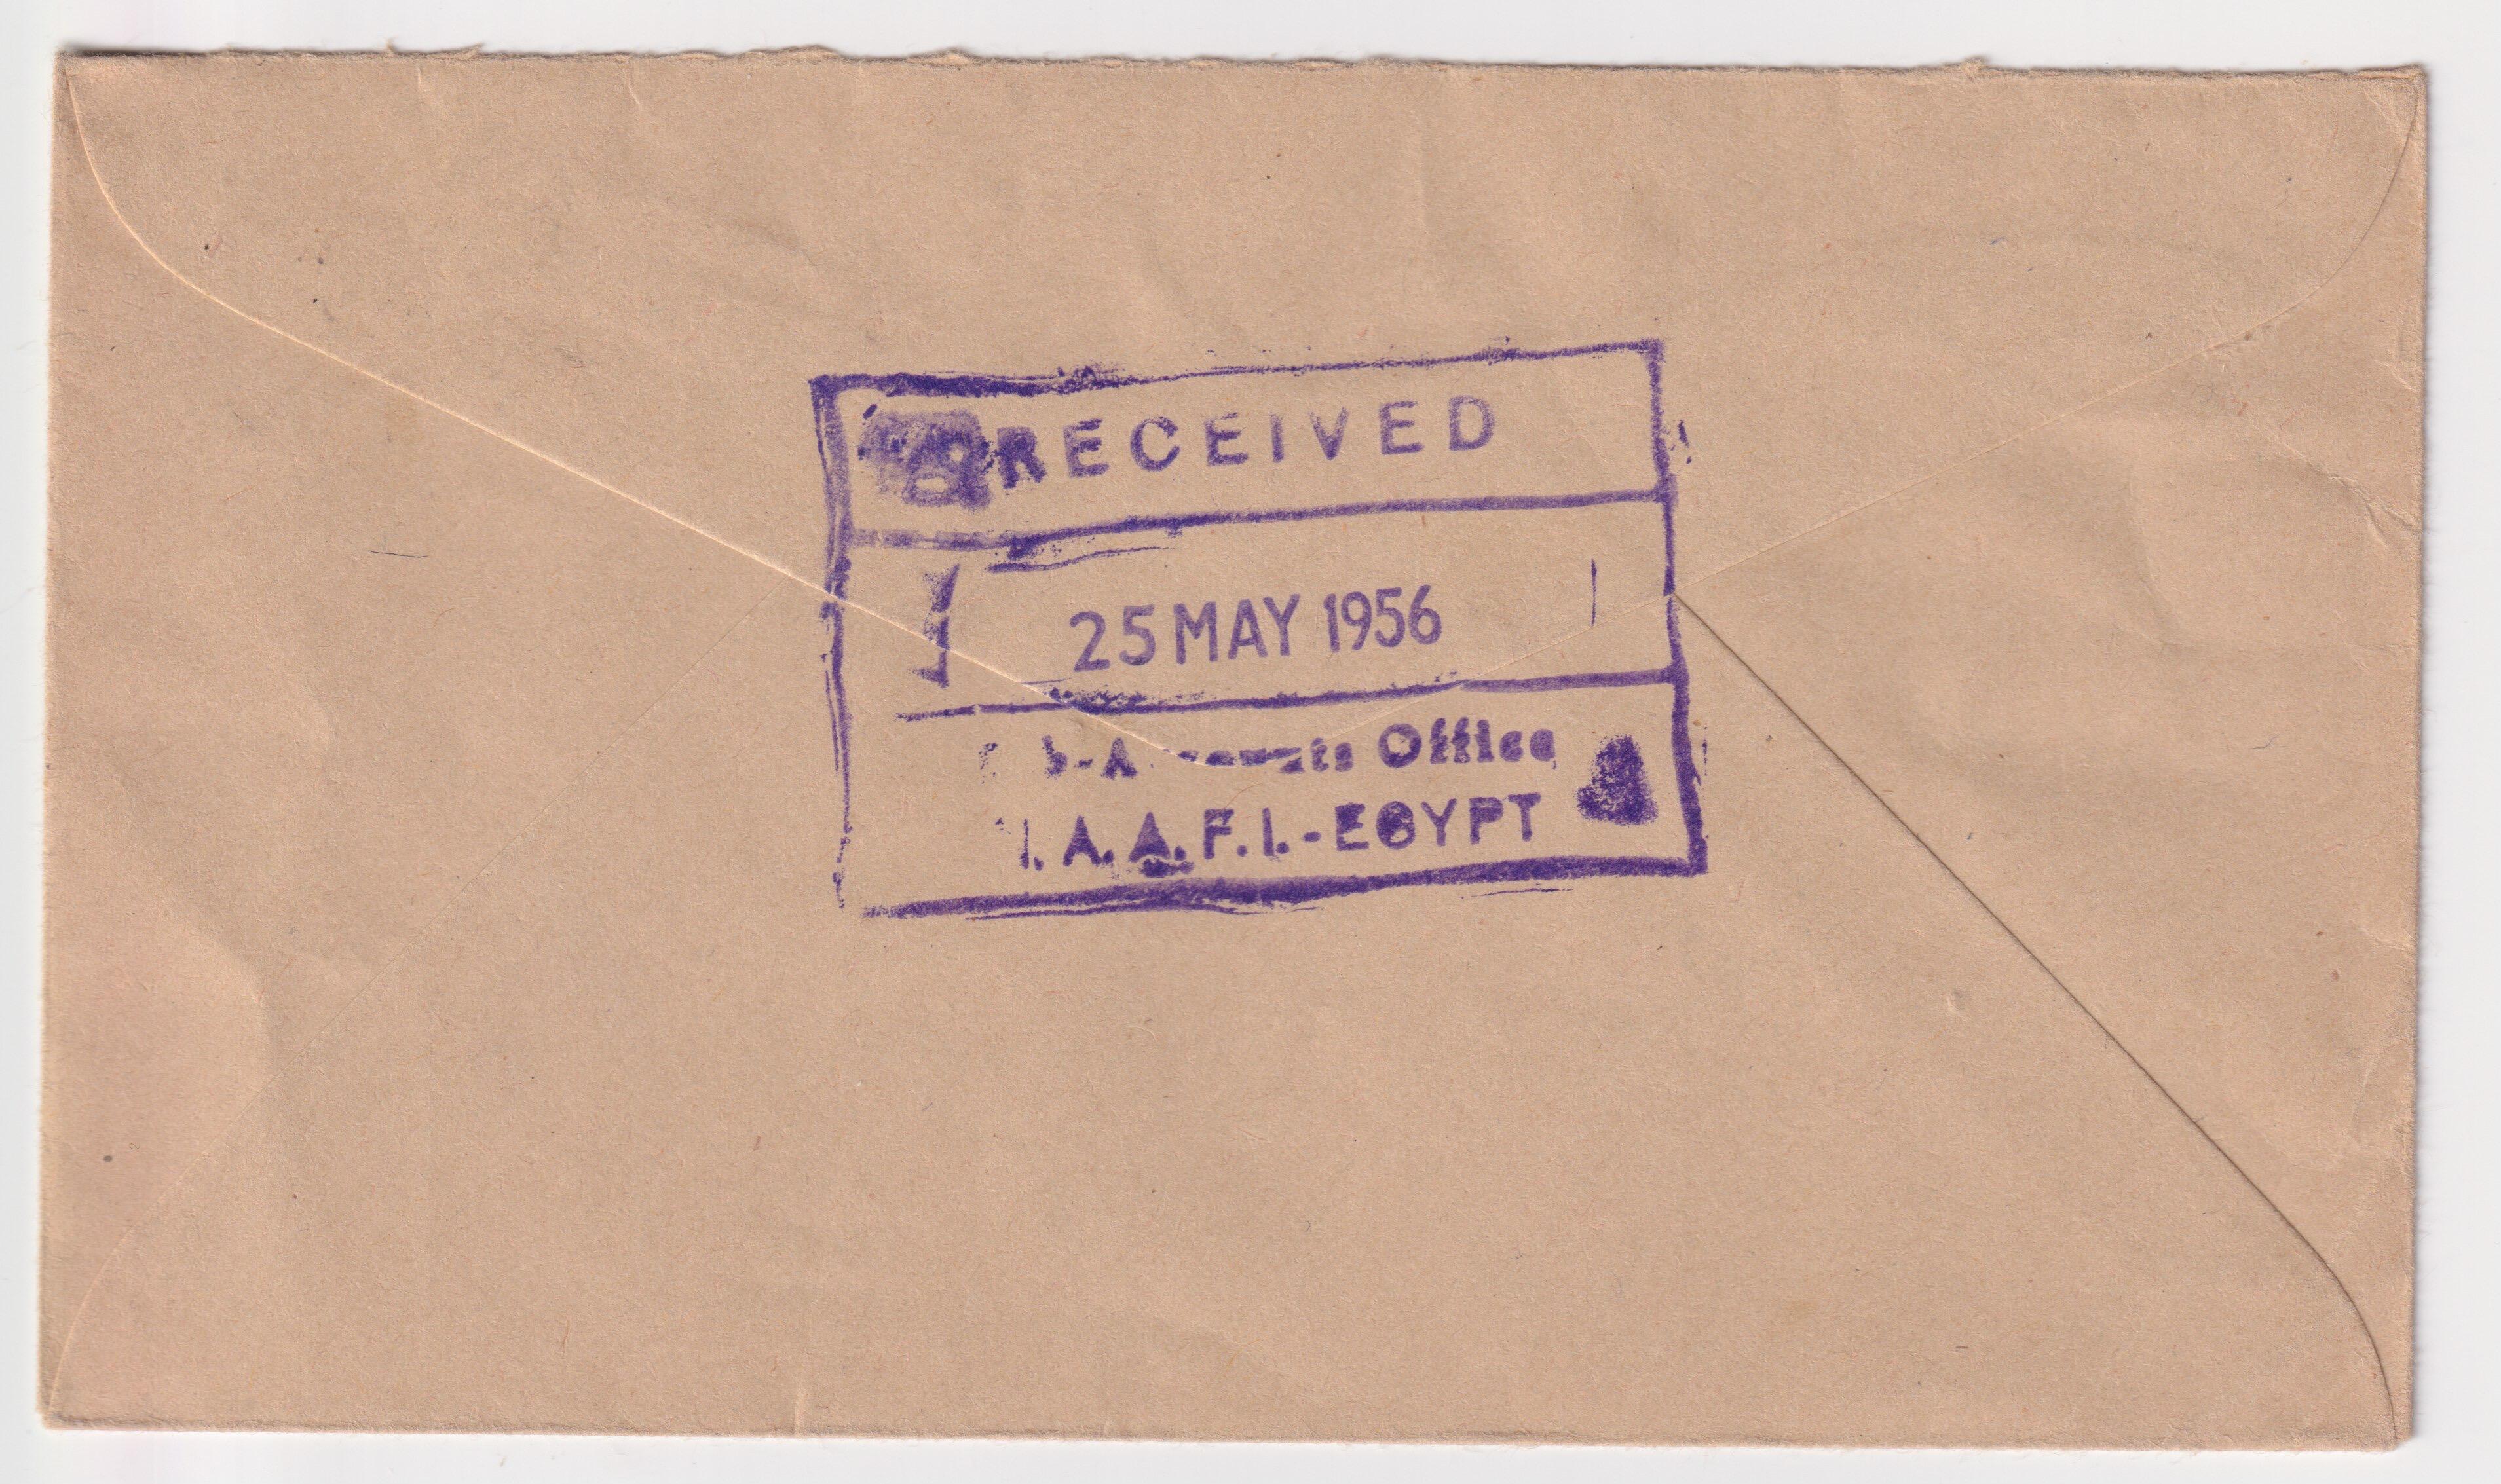 RECEIVED
25 MAY 1956
Office
A. A. F. I. - EGYPT